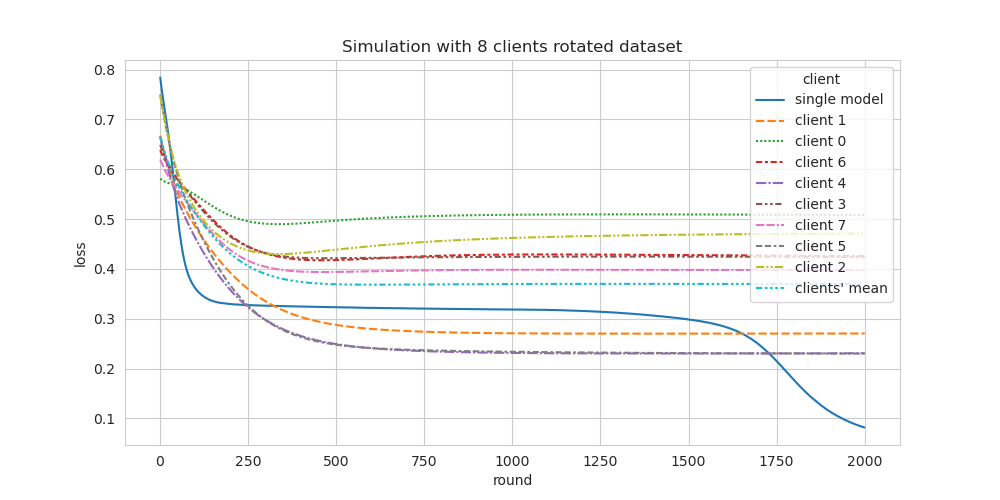 Simulation with 8 clients rotated dataset
loss
0.8
0.7
0.6
0.5
0.4
0.3
0.2
0.1
client
single model
client 1
client 0
client 6
client 4
client 3
client 7
client 5
client 2
clients' mean
0 250 500 750 1000 1250 1500 1750 2000
round